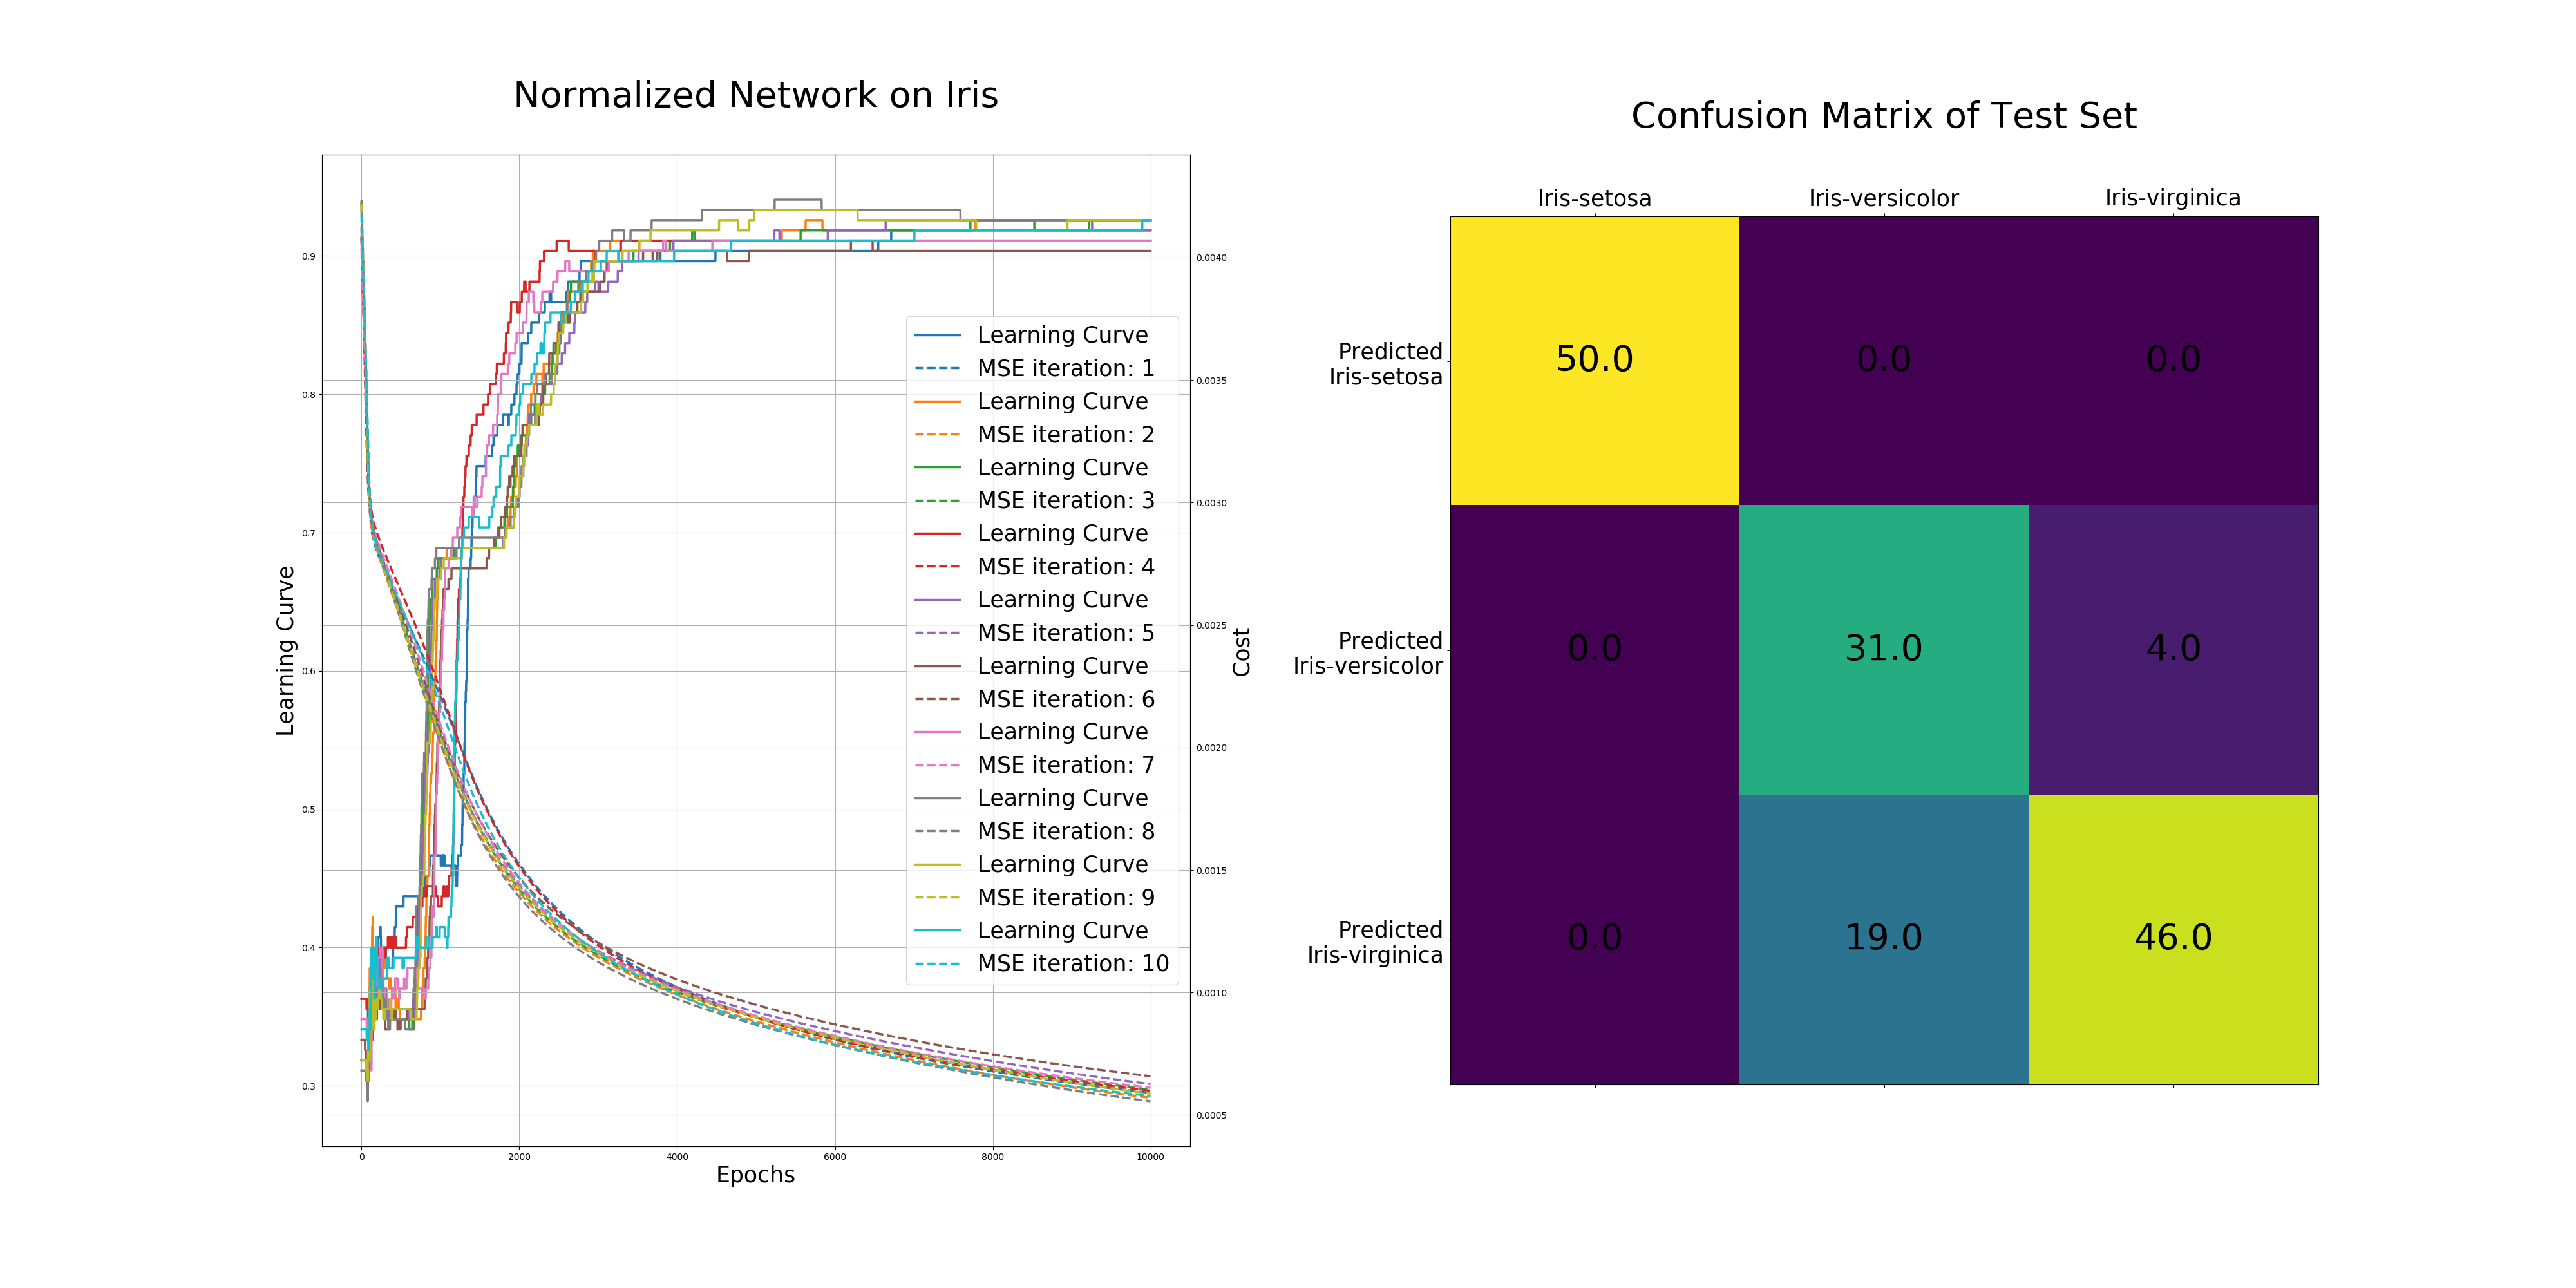 Normalized Network on Iris
Learning Curve
0.9
0.8
0.7
0.6
0.5
0.4
0.3
0
2000
4000
6000
8000
10000
Epochs
0.0040
0.0035
0.0030
0.0025
0.0020
0.0015
0.0010
0.0005
Cost
Learning Curve
MSE iteration: 1
Learning Curve
MSE iteration: 2
Learning Curve
MSE iteration: 3
Learning Curve
MSE iteration: 4
Learning Curve
MSE iteration: 5
Learning Curve
MSE iteration: 6
Learning Curve
MSE iteration: 7
Learning Curve
MSE iteration: 8
Learning Curve
MSE iteration: 9
Learning Curve
MSE iteration: 10
Confusion Matrix of Test Set
Iris-setosa Iris-versicolor Iris-virginica
Predicted
Iris-setosa
50.0 0.0 0.0
Predicted
Iris-versicolor
0.0 31.0 4.0
Predicted
Iris-virginica
0.0 19.0 46.0